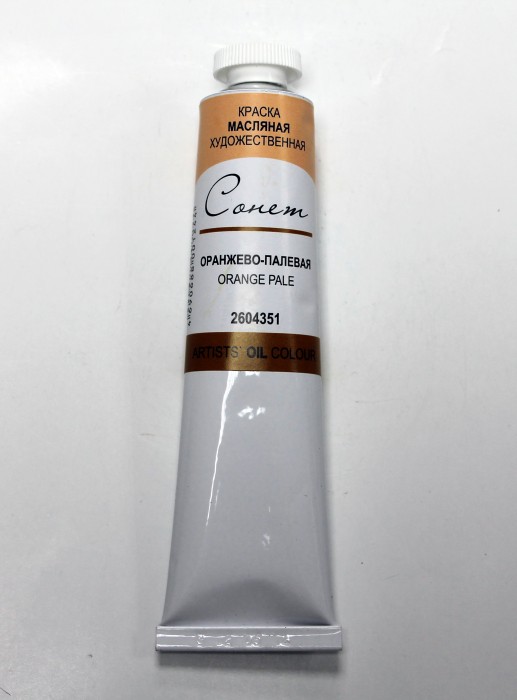 КРАСКА
МАСЛЯНАЯ
ХУДОЖЕСТВЕННАЯ
Сонет
ОРАНЖЕВО-ПАЛЕВАЯ
ORANGE PALE
2604351
ARTISTS' OIL COLOUR